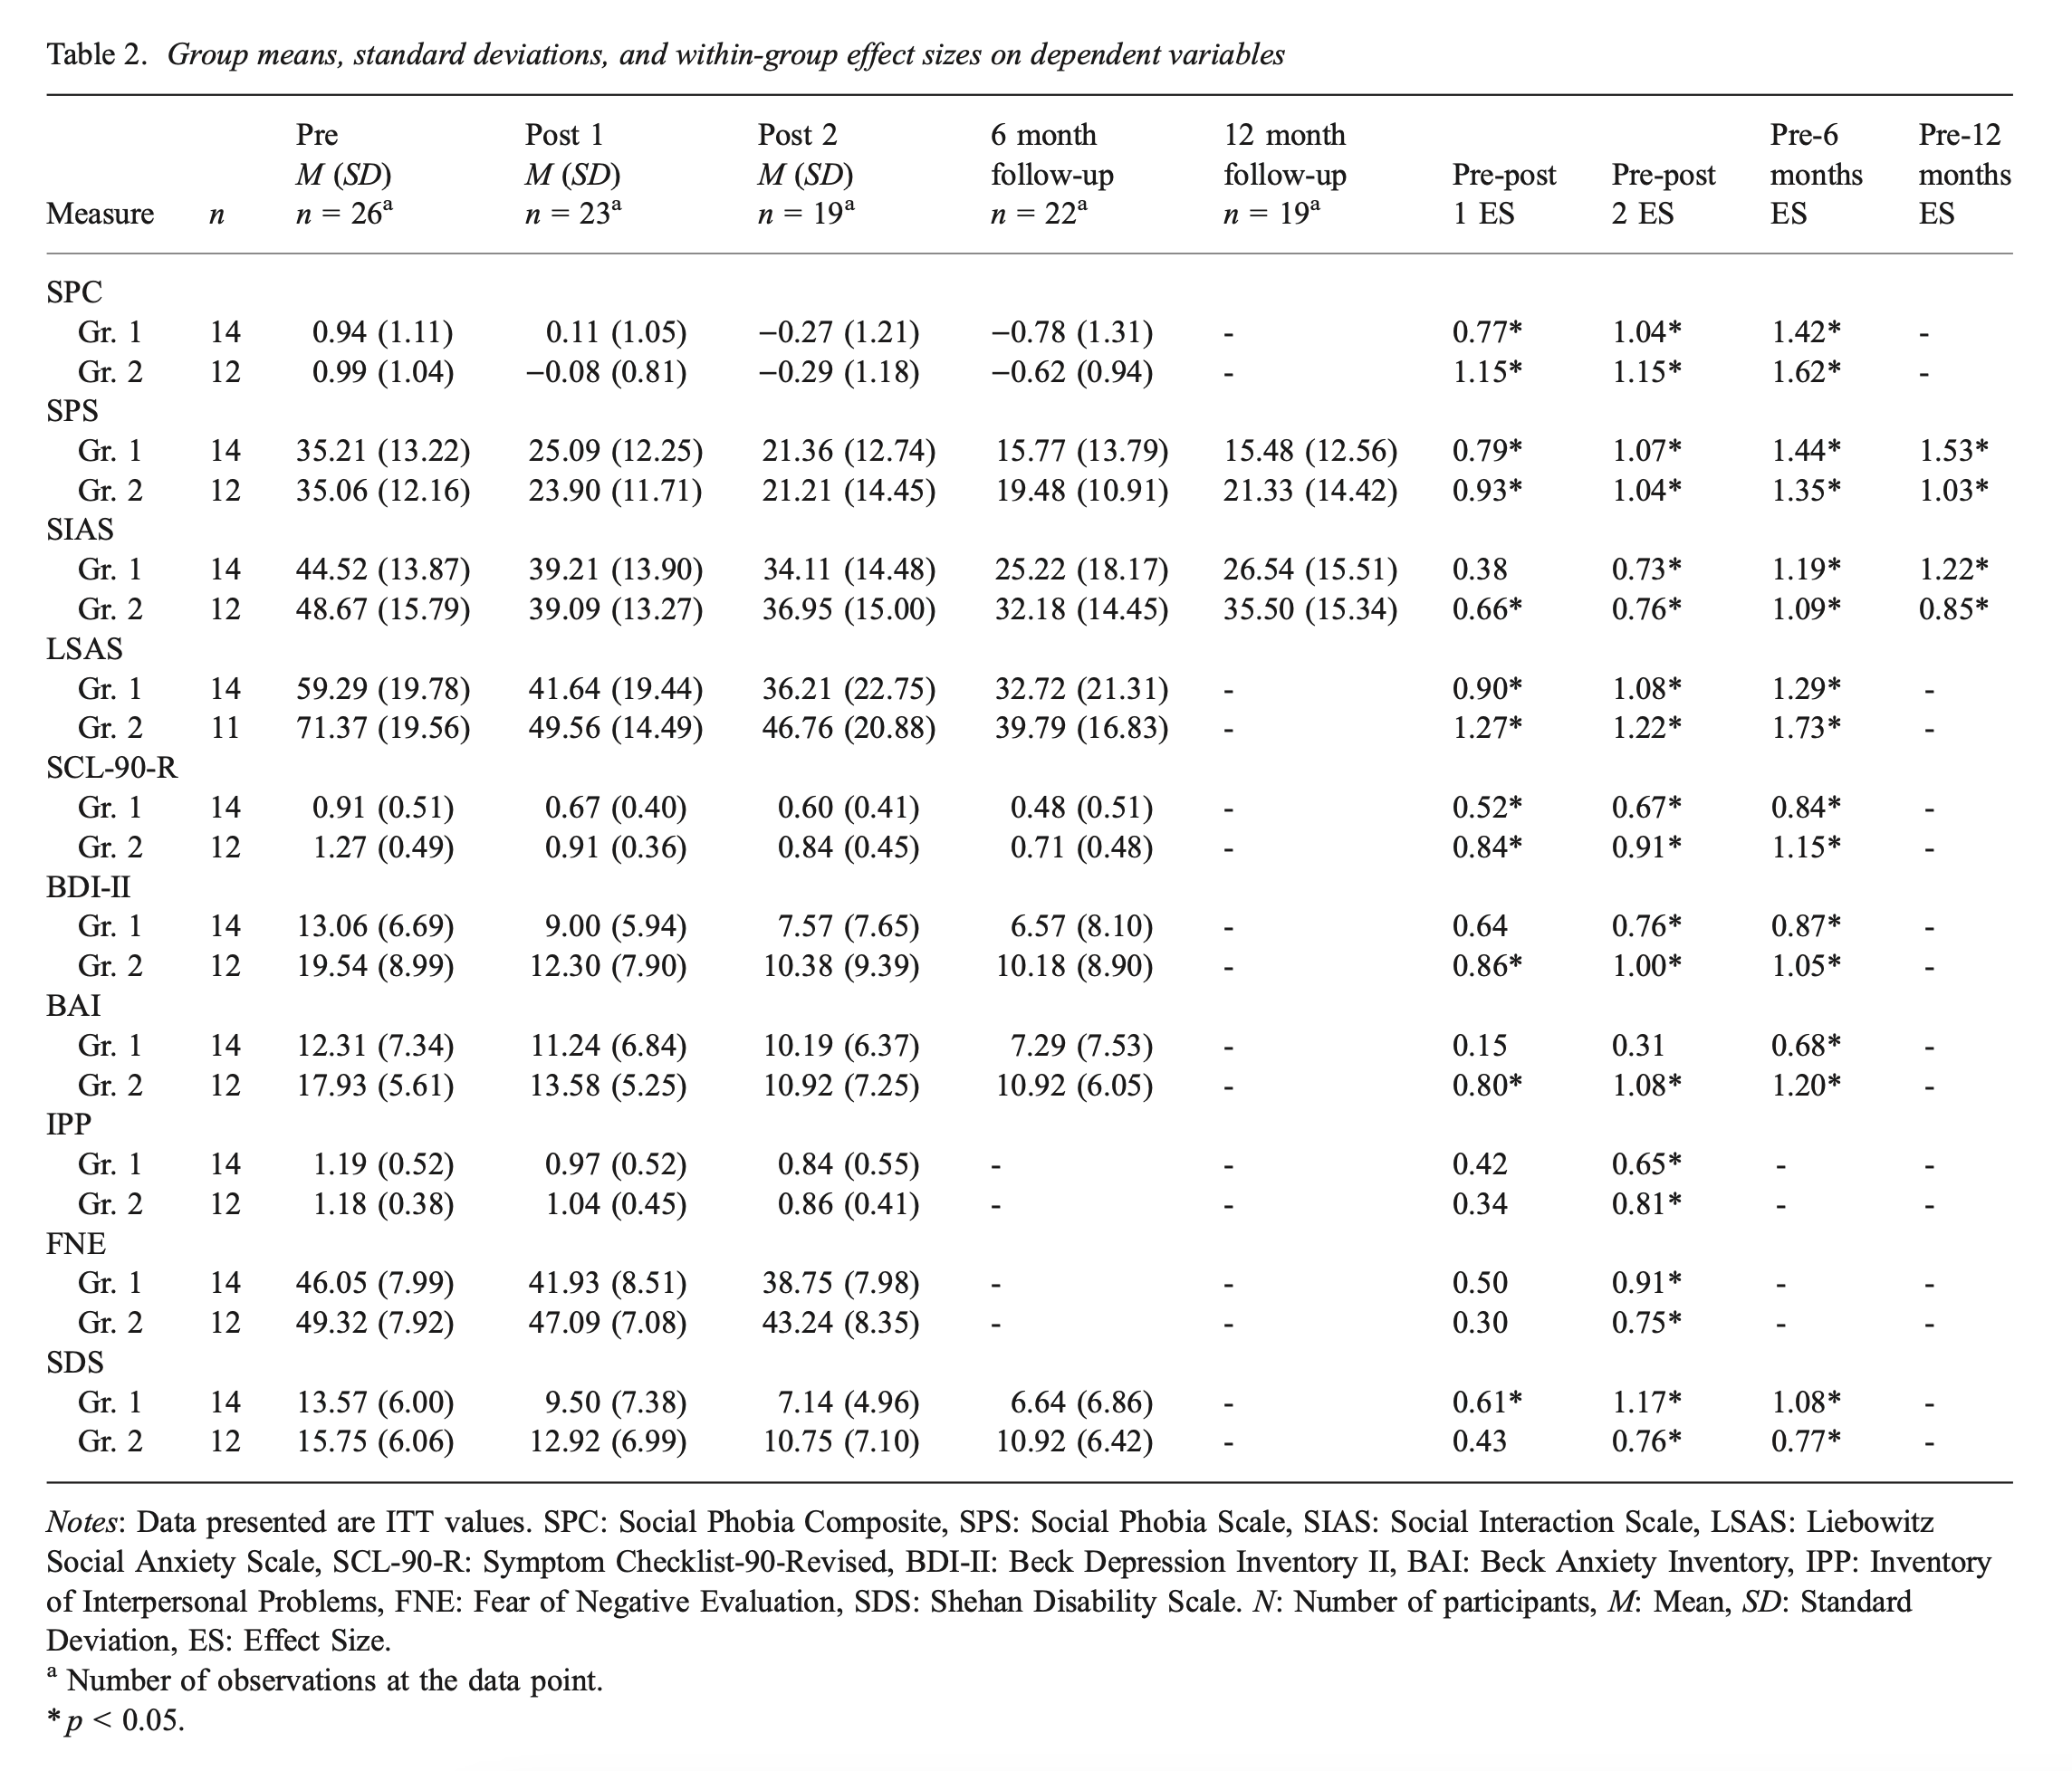 Table 2. Group means, standard deviations, and within-group effect sizes on dependent variables
Measure n Pre M (SD) n = 26a Post 1 M (SD) n = 23a Post 2 M (SD) n = 19a 6 month follow-up n = 22a 12 month follow-up n = 19a Pre-post 1 ES Pre-post 2 ES Pre-6 months ES Pre-12 months ES
SPC
Gr. 1 14 0.94 (1.11) 0.11 (1.05) −0.27 (1.21) −0.78 (1.31) - 0.77* 1.04* 1.42* -
Gr. 2 12 0.99 (1.04) −0.08 (0.81) −0.29 (1.18) −0.62 (0.94) - 1.15* 1.15* 1.62* -
SPS
Gr. 1 14 35.21 (13.22) 25.09 (12.25) 21.36 (12.74) 15.77 (13.79) 15.48 (12.56) 0.79* 1.07* 1.44* 1.53*
Gr. 2 12 35.06 (12.16) 23.90 (11.71) 21.21 (14.45) 19.48 (10.91) 21.33 (14.42) 0.93* 1.04* 1.35* 1.03*
SIAS
Gr. 1 14 44.52 (13.87) 39.21 (13.90) 34.11 (14.48) 25.22 (18.17) 26.54 (15.51) 0.38 0.73* 1.19* 1.22*
Gr. 2 12 48.67 (15.79) 39.09 (13.27) 36.95 (15.00) 32.18 (14.45) 35.50 (15.34) 0.66* 0.76* 1.09* 0.85*
LSAS
Gr. 1 14 59.29 (19.78) 41.64 (19.44) 36.21 (22.75) 32.72 (21.31) - 0.90* 1.08* 1.29* -
Gr. 2 11 71.37 (19.56) 49.56 (14.49) 46.76 (20.88) 39.79 (16.83) - 1.27* 1.22* 1.73* -
SCL-90-R
Gr. 1 14 0.91 (0.51) 0.67 (0.40) 0.60 (0.41) 0.48 (0.51) - 0.52* 0.67* 0.84* -
Gr. 2 12 1.27 (0.49) 0.91 (0.36) 0.84 (0.45) 0.71 (0.48) - 0.84* 0.91* 1.15* -
BDI-II
Gr. 1 14 13.06 (6.69) 9.00 (5.94) 7.57 (7.65) 6.57 (8.10) - 0.64 0.76* 0.87* -
Gr. 2 12 19.54 (8.99) 12.30 (7.90) 10.38 (9.39) 10.18 (8.90) - 0.86* 1.00* 1.05* -
BAI
Gr. 1 14 12.31 (7.34) 11.24 (6.84) 10.19 (6.37) 7.29 (7.53) - 0.15 0.31 0.68* -
Gr. 2 12 17.93 (5.61) 13.58 (5.25) 10.92 (7.25) 10.92 (6.05) - 0.80* 1.08* 1.20* -
IPP
Gr. 1 14 1.19 (0.52) 0.97 (0.52) 0.84 (0.55) - - 0.42 0.65* - -
Gr. 2 12 1.18 (0.38) 1.04 (0.45) 0.86 (0.41) - - 0.34 0.81* - -
FNE
Gr. 1 14 46.05 (7.99) 41.93 (8.51) 38.75 (7.98) - - 0.50 0.91* - -
Gr. 2 12 49.32 (7.92) 47.09 (7.08) 43.24 (8.35) - - 0.30 0.75* - -
SDS
Gr. 1 14 13.57 (6.00) 9.50 (7.38) 7.14 (4.96) 6.64 (6.86) - 0.61* 1.17* 1.08* -
Gr. 2 12 15.75 (6.06) 12.92 (6.99) 10.75 (7.10) 10.92 (6.42) - 0.43 0.76* 0.77* -
Notes: Data presented are ITT values. SPC: Social Phobia Composite, SPS: Social Phobia Scale, SIAS: Social Interaction Scale, LSAS: Liebowitz
Social Anxiety Scale, SCL-90-R: Symptom Checklist-90-Revised, BDI-II: Beck Depression Inventory II, BAI: Beck Anxiety Inventory, IPP: Inventory
of Interpersonal Problems, FNE: Fear of Negative Evaluation, SDS: Shehan Disability Scale. N: Number of participants, M: Mean, SD: Standard
Deviation, ES: Effect Size.
a Number of observations at the data point.
* p < 0.05.